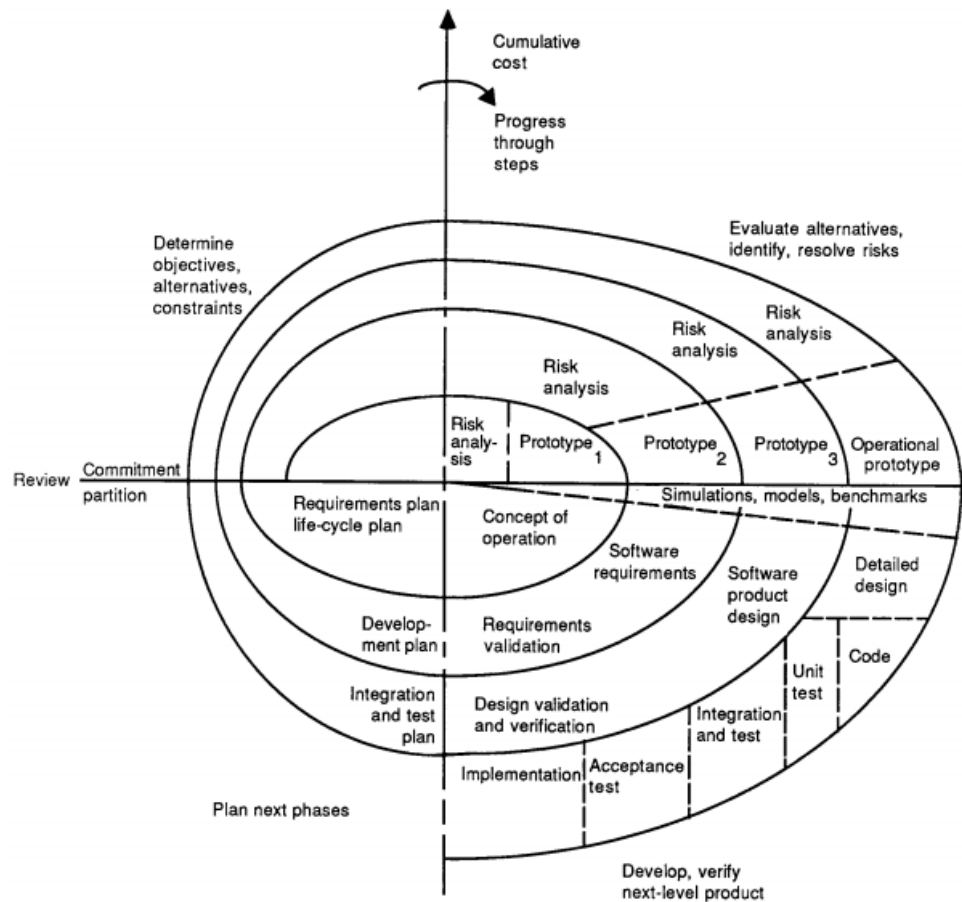 Cumulative
cost
Progress
through
steps
Determine
objectives,
alternatives,
constraints
Evaluate alternatives,
identify, resolve risks
Risk
analysis
Risk
analysis
Risk
analysis
Risk
analy-
sis
Prototype 1
Prototype 2
Prototype 3
Operational
prototype
Review
Commitment
partition
Simulations, models, benchmarks
Requirements plan
life-cycle plan
Concept of
operation
Software
requirements
Software
product
design
Detailed
design
Develop-
ment plan
Requirements
validation
Unit
test
Code
Integration
and test
plan
Design validation
and verification
Integration
and test
Implementation
Acceptance
test
Plan next phases
Develop, verify
next-level product